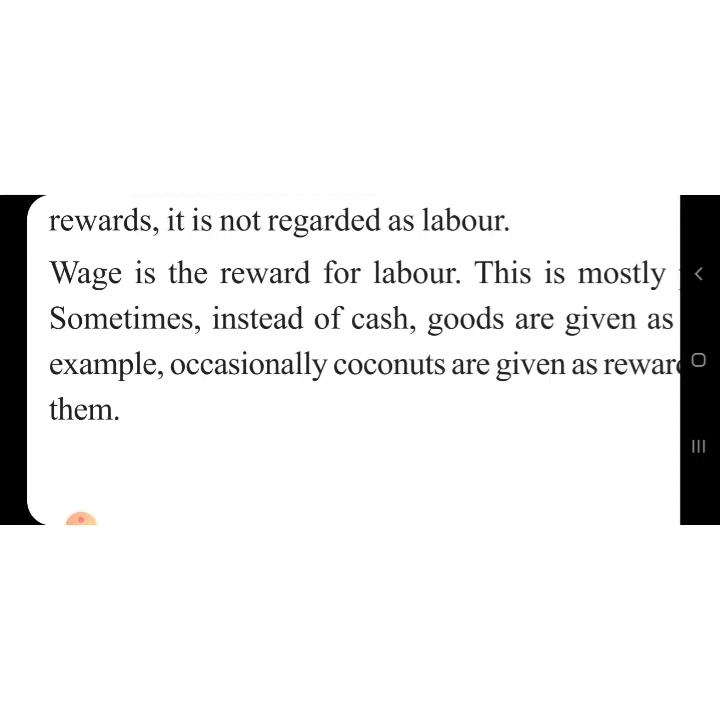 rewards, it is not regarded as labour.
Wage is the reward for labour. This is mostly
Sometimes, instead of cash, goods are given as
example, occasionally coconuts are given as
them.